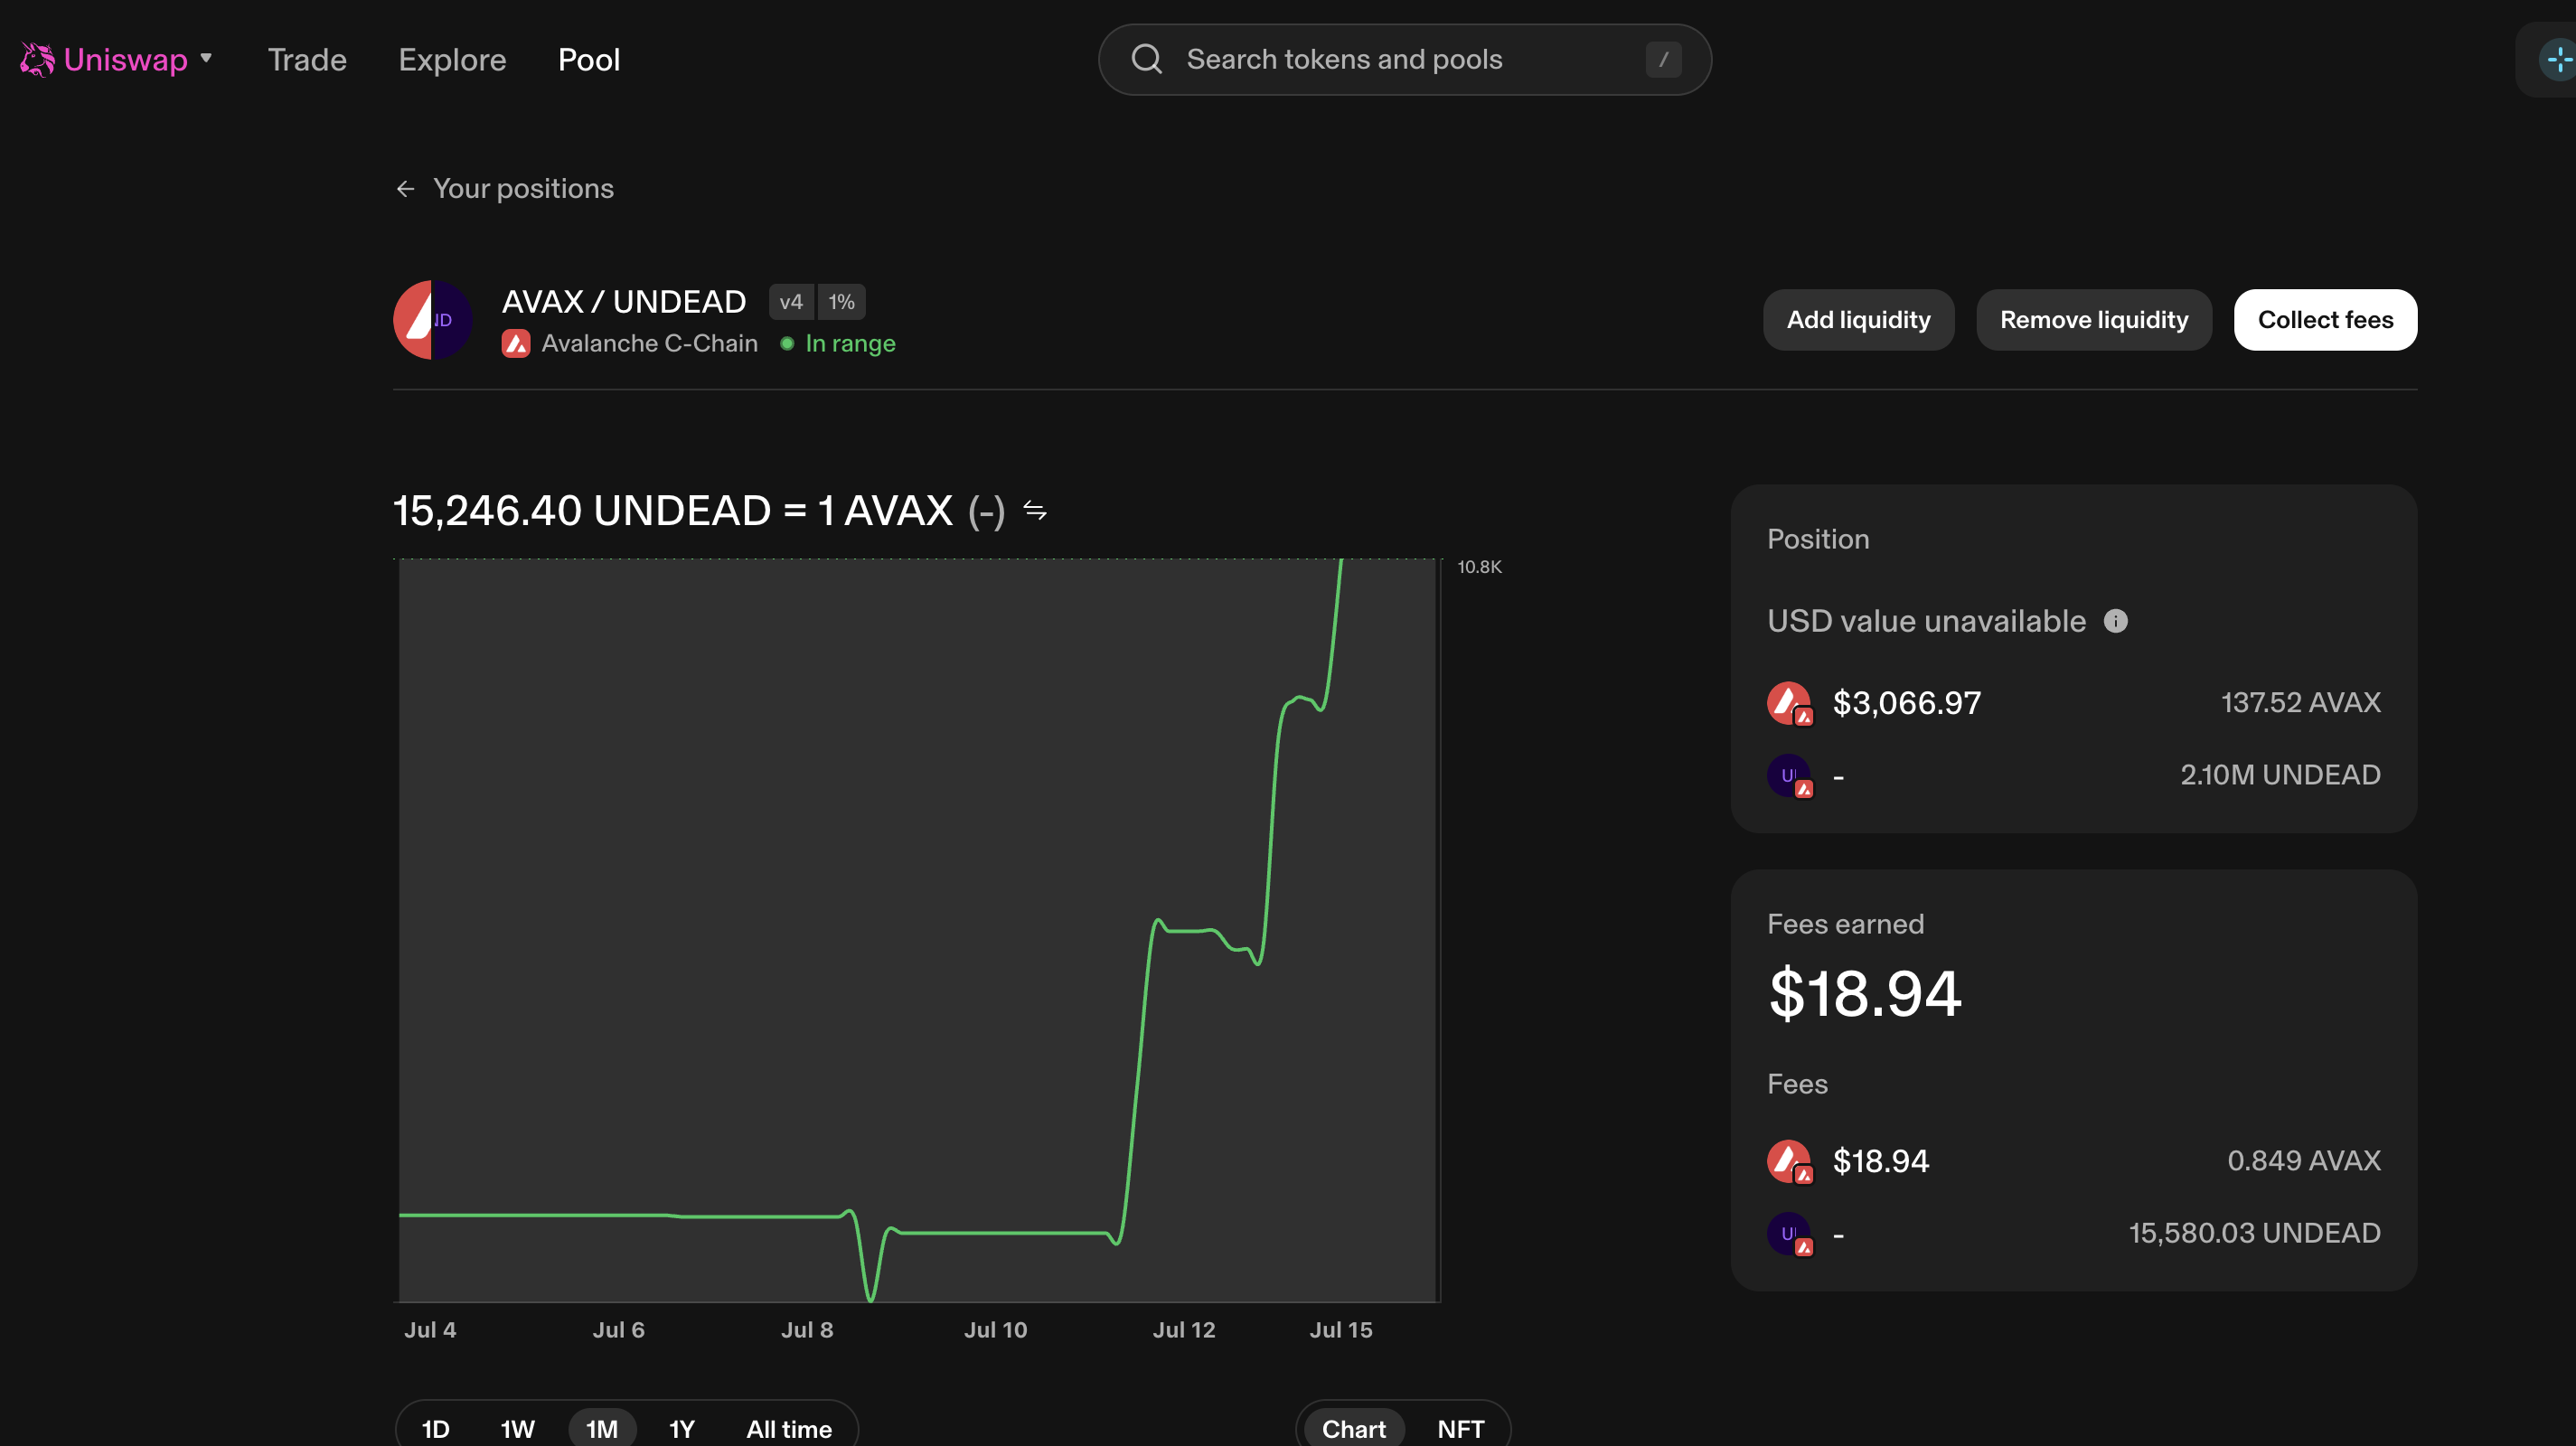 Uniswap Trade Explore Pool Search tokens and pools /
Your positions
AVAX / UNDEAD v4 1%
Avalanche C-Chain In range
Add liquidity Remove liquidity Collect fees
15,246.40 UNDEAD = 1 AVAX (-)
10.8K
Jul 4 Jul 6 Jul 8 Jul 10 Jul 12 Jul 15
1D 1W 1M 1Y All time Chart NFT
Position
USD value unavailable
$3,066.97 137.52 AVAX
- 2.10M UNDEAD
Fees earned
$18.94
Fees
$18.94 0.849 AVAX
- 15,580.03 UNDEAD